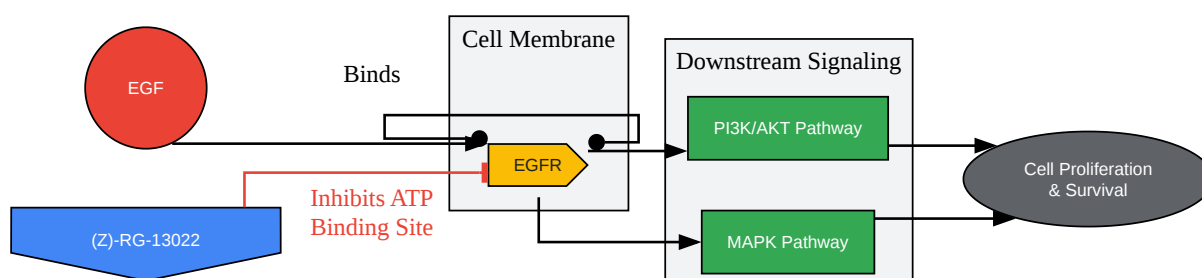 Cell Membrane
Downstream Signaling
EGF
Binds
PI3K/AKT Pathway
EGFR
Cell Proliferation
& Survival
Inhibits ATP
Binding Site
(Z)-RG-13022
MAPK Pathway